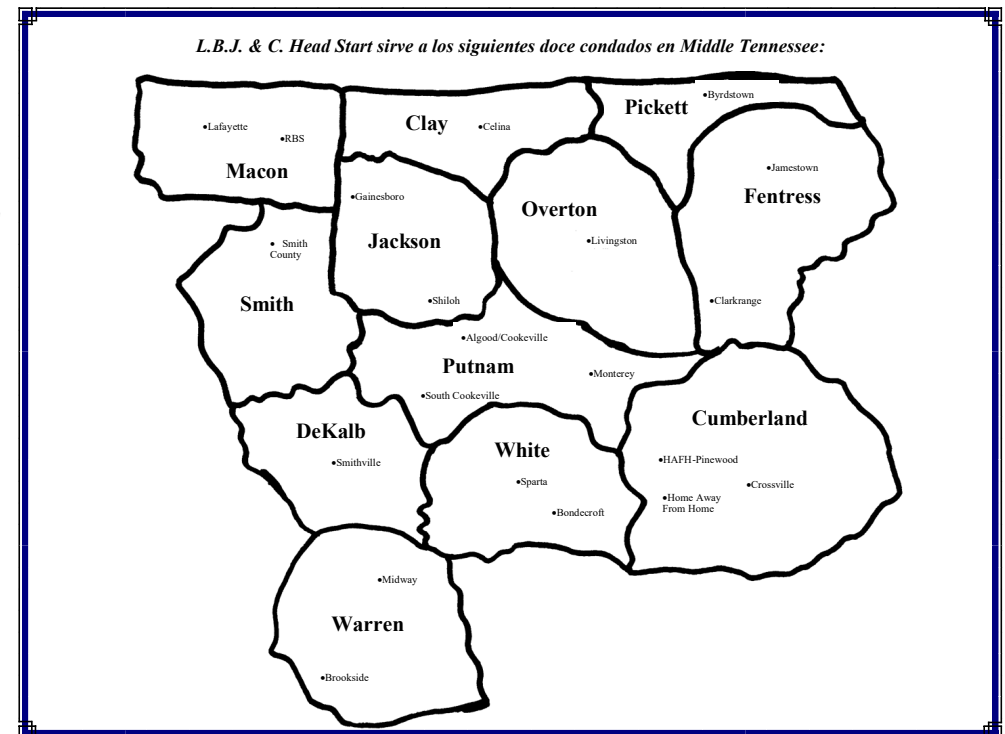 L.B.J. & C. Head Start sirve a los siguientes doce condados en Middle Tennessee:
Pickett
•Byrdstown
Clay
•Celina
•Lafayette
•RBS
Macon
•Jamestown
Fentress
•Clarkrange
•Gainesboro
Jackson
•Shiloh
Overton
•Livingston
• Smith
County
Smith
•Algood/Cookeville
Putnam
•Monterey
•South Cookeville
Cumberland
•HAFH-Pinewood
•Crossville
•Home Away
From Home
DeKalb
•Smithville
White
•Sparta
•Bondecroft
•Midway
Warren
•Brookside